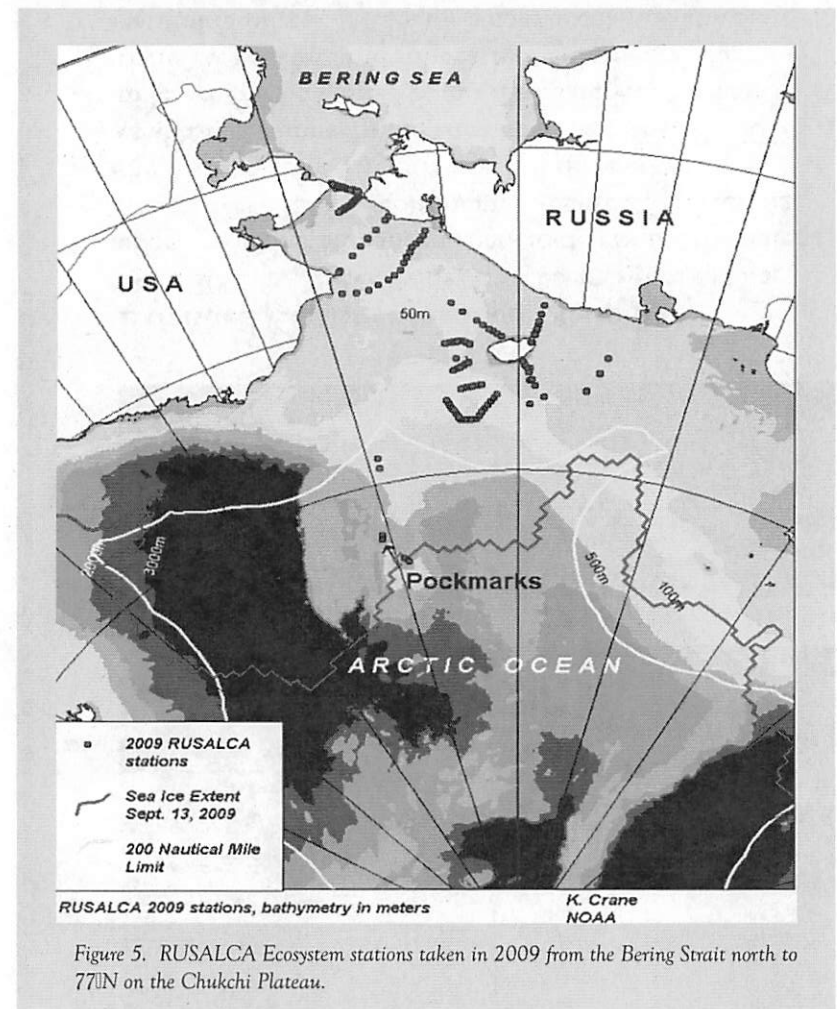 BERING SEA
RUSSIA
USA
50m
3000m
500m
100m
Pockmarks
ARCTIC OCEAN
2009 RUSALCA
stations
Sea Ice Extent
Sept. 13, 2009
200 Nautical Mile
Limit
RUSALCA 2009 stations, bathymetry in meters
K. Crane
NOAA
Figure 5. RUSALCA Ecosystem stations taken in 2009 from the Bering Strait north to
77▯N on the Chukchi Plateau.